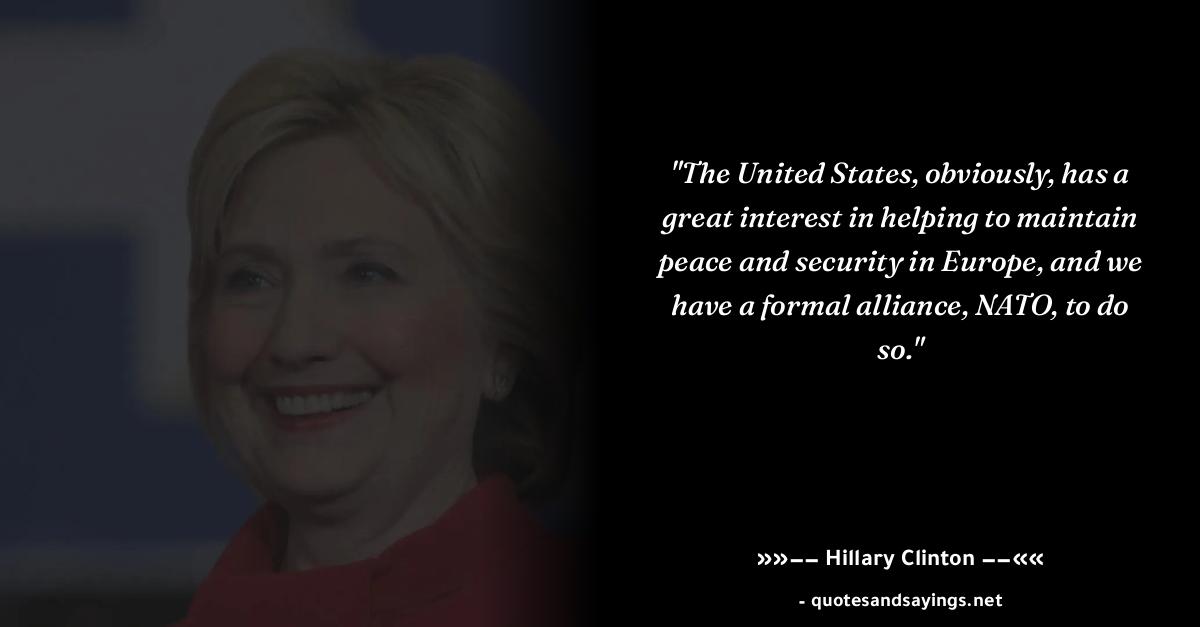 "The United States, obviously, has a
great interest in helping to maintain
peace and security in Europe, and we
have a formal alliance, NATO, to do
so."
»»–– Hillary Clinton ––««
- quotesandsayings.net